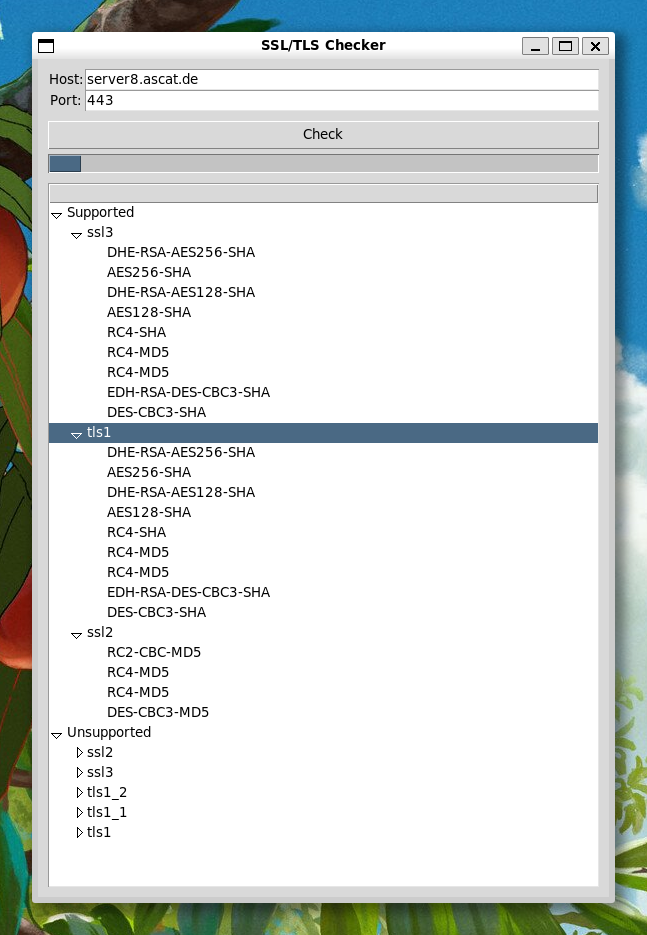 SSL/TLS Checker
Host: server8.ascat.de
Port: 443
Check
Supported
ssl3
DHE-RSA-AES256-SHA
AES256-SHA
DHE-RSA-AES128-SHA
AES128-SHA
RC4-SHA
RC4-MD5
RC4-MD5
EDH-RSA-DES-CBC3-SHA
DES-CBC3-SHA
tls1
DHE-RSA-AES256-SHA
AES256-SHA
DHE-RSA-AES128-SHA
AES128-SHA
RC4-SHA
RC4-MD5
RC4-MD5
EDH-RSA-DES-CBC3-SHA
DES-CBC3-SHA
ssl2
RC2-CBC-MD5
RC4-MD5
RC4-MD5
DES-CBC3-MD5
Unsupported
ssl2
ssl3
tls1_2
tls1_1
tls1